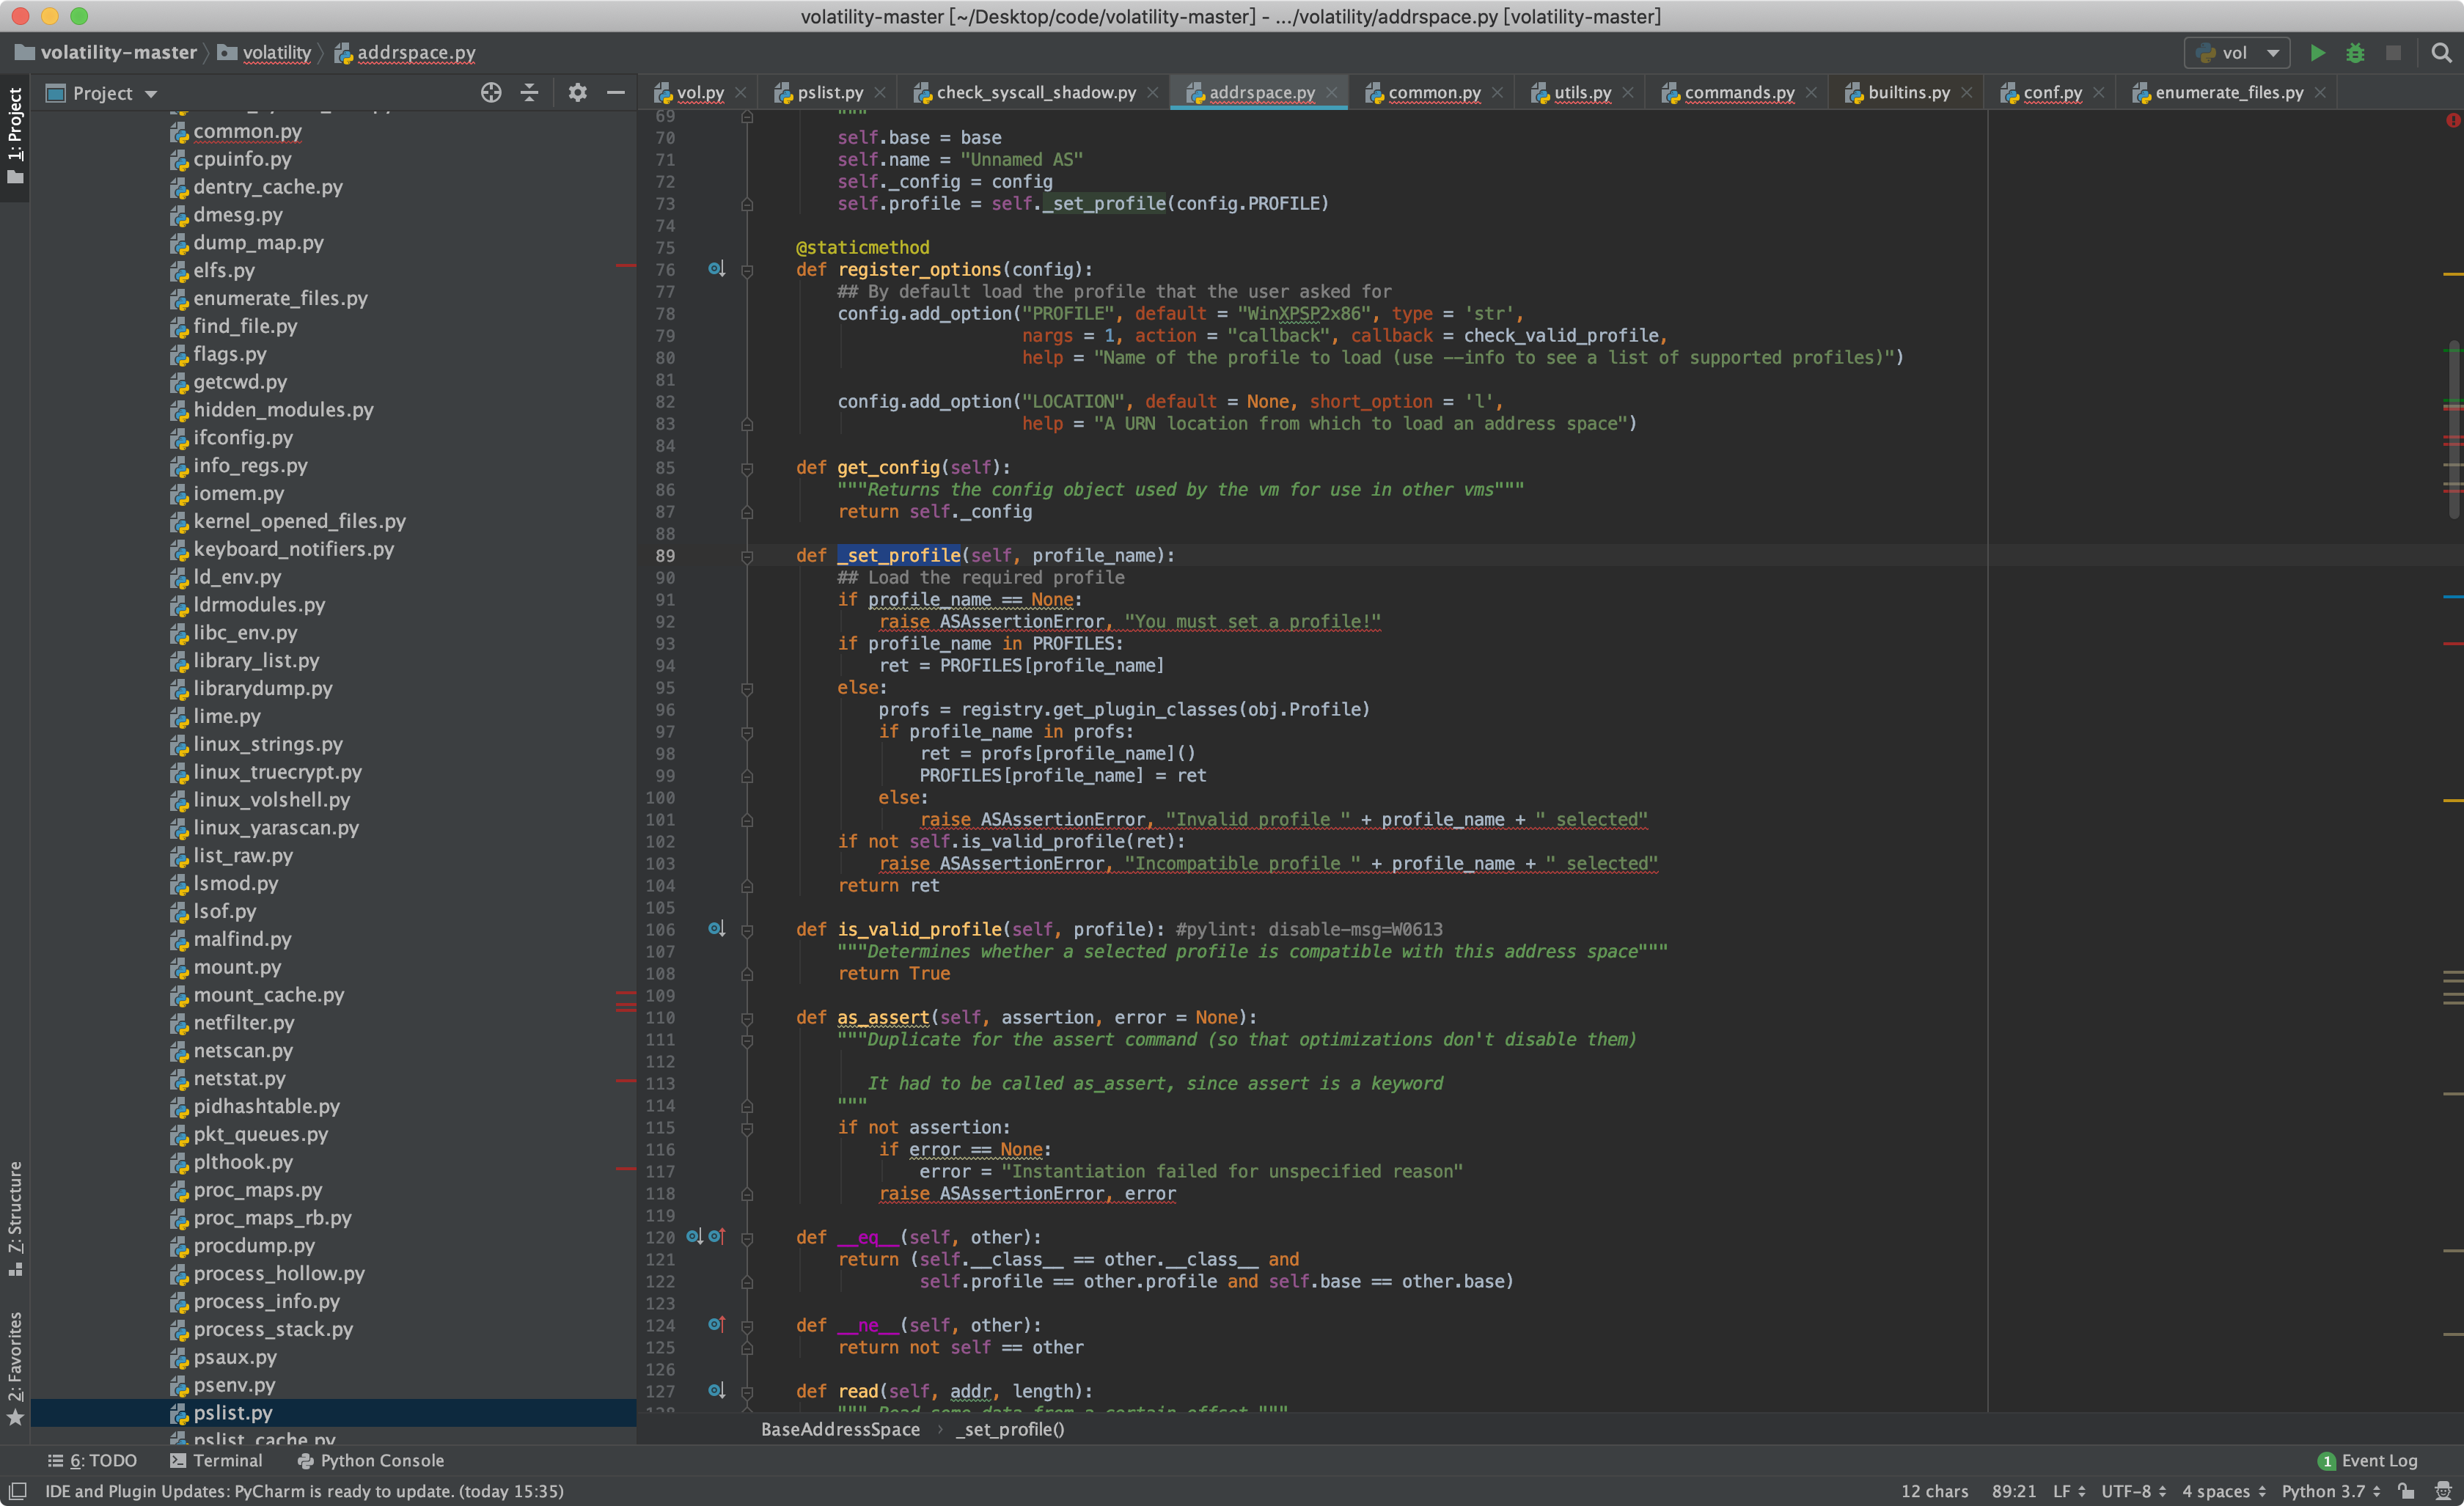 volatility-master [~/Desktop/code/volatility-master] - .../volatility/addrspace.py [volatility-master]
volatility-master volatility addrspace.py vol
Project
vol.py pslist.py check_syscall_shadow.py addrspace.py common.py utils.py commands.py builtins.py conf.py enumerate_files.py
1: Project
7: Structure
2: Favorites
common.py
cpuinfo.py
dentry_cache.py
dmesg.py
dump_map.py
elfs.py
enumerate_files.py
find_file.py
flags.py
getcwd.py
hidden_modules.py
ifconfig.py
info_regs.py
iomem.py
kernel_opened_files.py
keyboard_notifiers.py
ld_env.py
ldrmodules.py
libc_env.py
library_list.py
librarydump.py
lime.py
linux_strings.py
linux_truecrypt.py
linux_volshell.py
linux_yarascan.py
list_raw.py
lsmod.py
lsof.py
malfind.py
mount.py
mount_cache.py
netfilter.py
netscan.py
netstat.py
pidhashtable.py
pkt_queues.py
plthook.py
proc_maps.py
proc_maps_rb.py
procdump.py
process_hollow.py
process_info.py
process_stack.py
psaux.py
psenv.py
pslist.py
pslist_cache.py
69 """
70 self.base = base
71 self.name = "Unnamed AS"
72 self._config = config
73 self.profile = self._set_profile(config.PROFILE)
74
75 @staticmethod
76 def register_options(config):
77 ## By default load the profile that the user asked for
78 config.add_option("PROFILE", default = "WinXPSP2x86", type = 'str',
79 nargs = 1, action = "callback", callback = check_valid_profile,
80 help = "Name of the profile to load (use --info to see a list of supported profiles)")
81
82 config.add_option("LOCATION", default = None, short_option = 'l',
83 help = "A URN location from which to load an address space")
84
85 def get_config(self):
86 """Returns the config object used by the vm for use in other vms"""
87 return self._config
88
89 def _set_profile(self, profile_name):
90 ## Load the required profile
91 if profile_name == None:
92 raise ASAssertionError, "You must set a profile!"
93 if profile_name in PROFILES:
94 ret = PROFILES[profile_name]
95 else:
96 profs = registry.get_plugin_classes(obj.Profile)
97 if profile_name in profs:
98 ret = profs[profile_name]()
99 PROFILES[profile_name] = ret
100 else:
101 raise ASAssertionError, "Invalid profile " + profile_name + " selected"
102 if not self.is_valid_profile(ret):
103 raise ASAssertionError, "Incompatible profile " + profile_name + " selected"
104 return ret
105
106 def is_valid_profile(self, profile): #pylint: disable-msg=W0613
107 """Determines whether a selected profile is compatible with this address space"""
108 return True
109
110 def as_assert(self, assertion, error = None):
111 """Duplicate for the assert command (so that optimizations don't disable them)
112
113 It had to be called as_assert, since assert is a keyword
114 """
115 if not assertion:
116 if error == None:
117 error = "Instantiation failed for unspecified reason"
118 raise ASAssertionError, error
119
120 def __eq__(self, other):
121 return (self.__class__ == other.__class__ and
122 self.profile == other.profile and self.base == other.base)
123
124 def __ne__(self, other):
125 return not self == other
126
127 def read(self, addr, length):
128 """ Read some data from a certain offset """
BaseAddressSpace _set_profile()
6: TODO Terminal Python Console 1 Event Log
IDE and Plugin Updates: PyCharm is ready to update. (today 15:35) 12 chars 89:21 LF UTF-8 4 spaces Python 3.7